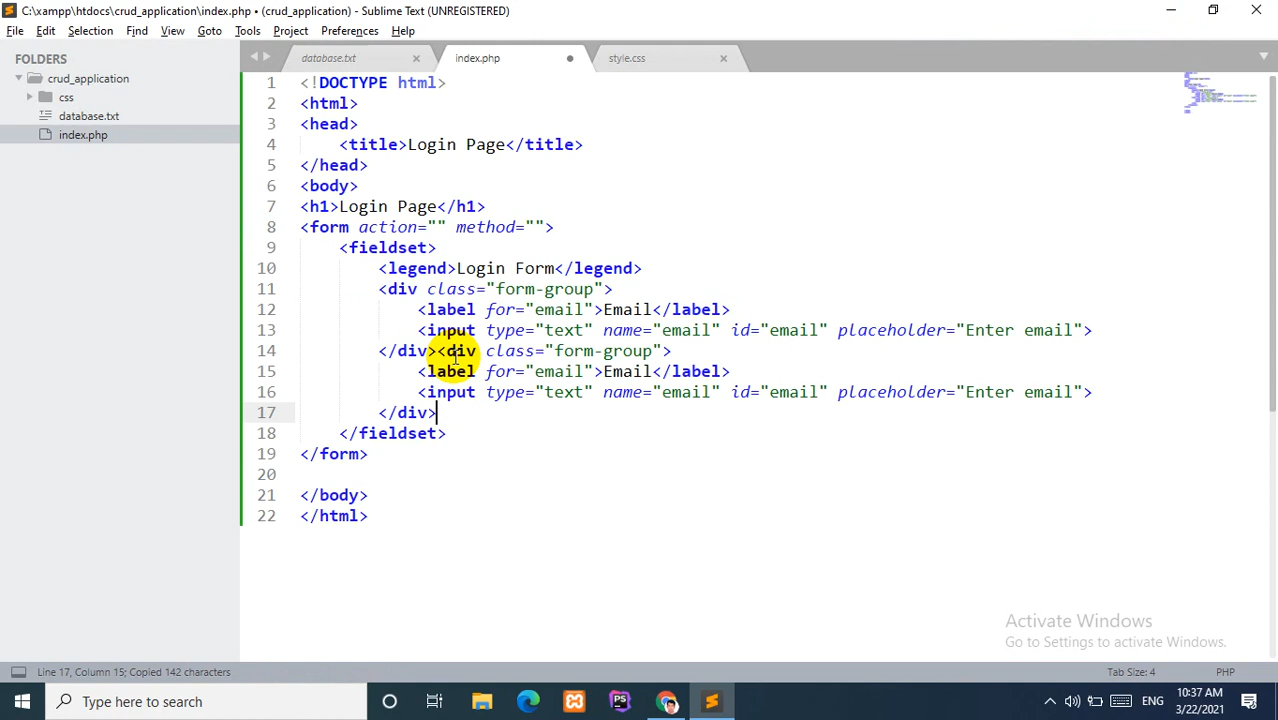 C:\xampp\htdocs\crud_application\index.php • (crud_application) - Sublime Text (UNREGISTERED)
File Edit Selection Find View Goto Tools Project Preferences Help
FOLDERS
crud_application
css
database.txt
index.php
database.txt
index.php
style.css
1 <!DOCTYPE html>
2 <html>
3 <head>
4 <title>Login Page</title>
5 </head>
6 <body>
7 <h1>Login Page</h1>
8 <form action="" method="">
9 <fieldset>
10 <legend>Login Form</legend>
11 <div class="form-group">
12 <label for="email">Email</label>
13 <input type="text" name="email" id="email" placeholder="Enter email">
14 </div><div class="form-group">
15 <label for="email">Email</label>
16 <input type="text" name="email" id="email" placeholder="Enter email">
17 </div>
18 </fieldset>
19 </form>
20
21 </body>
22 </html>
Activate Windows
Go to Settings to activate Windows.
Line 17, Column 15; Copied 142 characters
Tab Size: 4
PHP
Type here to search
PS
ENG
10:37 AM
3/22/2021